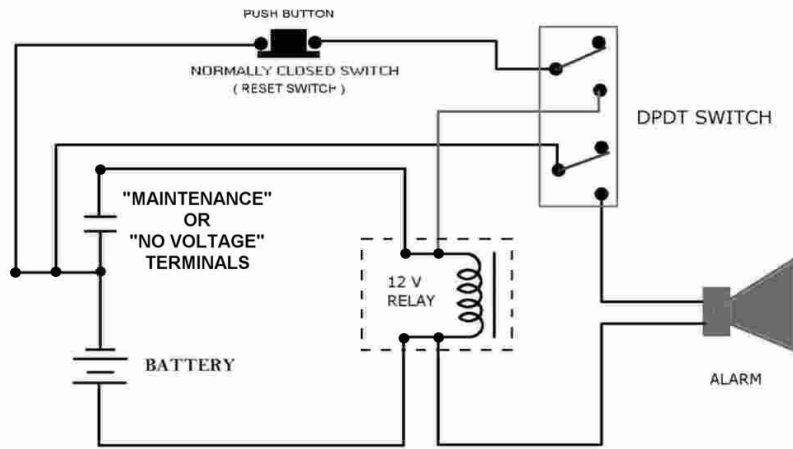 PUSH BUTTON
NORMALLY CLOSED SWITCH
( RESET SWITCH )
DPDT SWITCH
"MAINTENANCE"
OR
"NO VOLTAGE"
TERMINALS
12 V
RELAY
BATTERY
ALARM